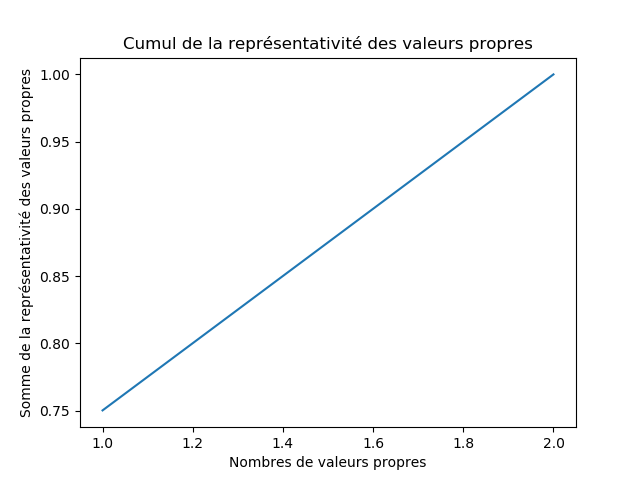 Cumul de la représentativité des valeurs propres
Somme de la représentativité des valeurs propres
1.00
0.95
0.90
0.85
0.80
0.75
1.0 1.2 1.4 1.6 1.8 2.0
Nombres de valeurs propres